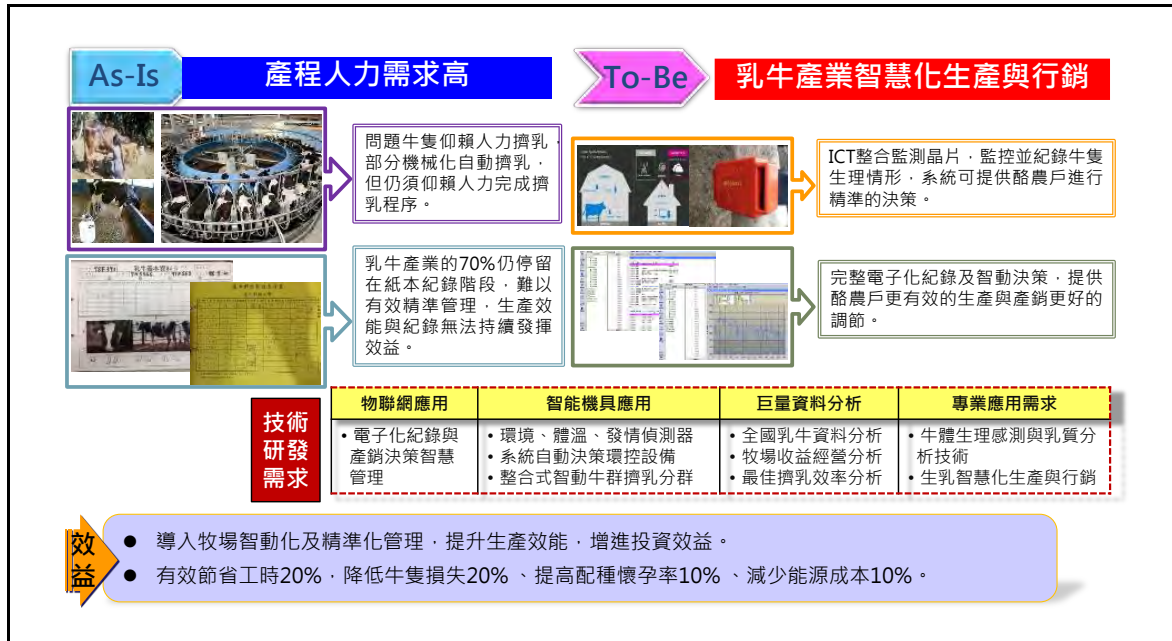 As-Is
產程人力需求高
To-Be
乳牛產業智慧化生產與行銷
問題牛隻仰賴人力擠乳，
部分機械化自動擠乳，
但仍須仰賴人力完成擠
乳程序。
ICT整合監測晶片，監控並紀錄牛隻
生理情形，系統可提供酪農戶進行
精準的決策。
乳牛產業的70%仍停留
在紙本紀錄階段，難以
有效精準管理，生產效
能與紀錄無法持續發揮
效益。
完整電子化紀錄及智動決策，提供
酪農戶更有效的生產與產銷更好的
調節。
乳牛基本資料
技術
研發
需求
物聯網應用
智能機具應用
巨量資料分析
專業應用需求
• 電子化紀錄與
產銷決策智慧
管理
• 環境、體溫、發情偵測器
• 系統自動決策環控設備
• 整合式智動牛群擠乳分群
• 全國乳牛資料分析
• 牧場收益經營分析
• 最佳擠乳效率分析
• 牛體生理感測與乳質分
析技術
• 生乳智慧化生產與行銷
效
益
● 導入牧場智動化及精準化管理，提升生產效能，增進投資效益。
● 有效節省工時20%，降低牛隻損失20% 、提高配種懷孕率10% 、減少能源成本10%。